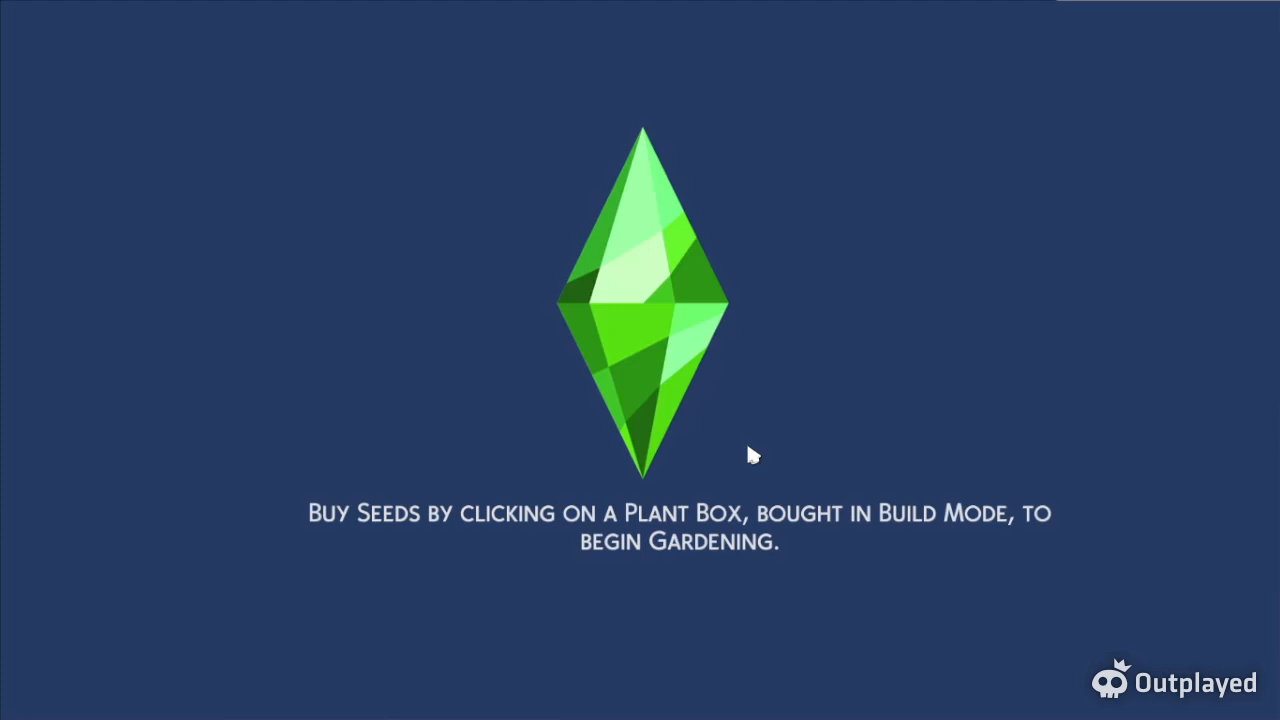 Buy Seeds by clicking on a Plant Box, bought in Build Mode, to
begin Gardening.
Outplayed